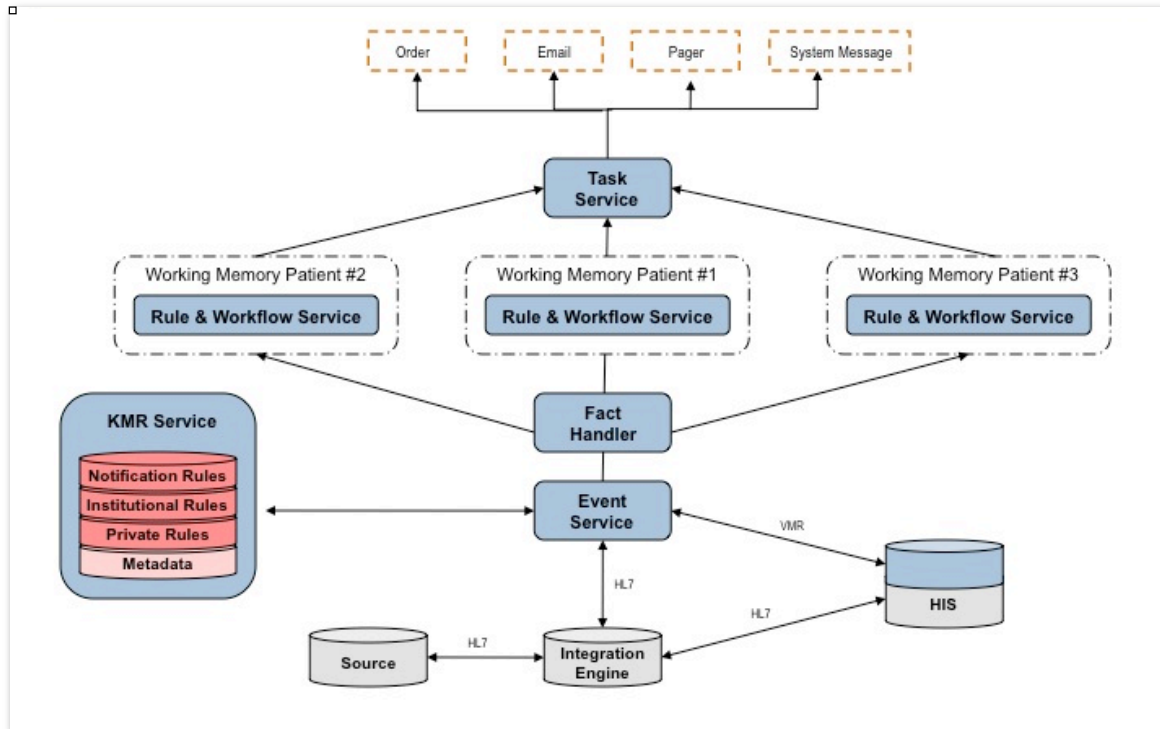 Order
Email
Pager
System Message
Task
Service
Working Memory Patient #2
Rule & Workflow Service
Working Memory Patient #1
Rule & Workflow Service
Working Memory Patient #3
Rule & Workflow Service
KMR Service
Notification Rules
Institutional Rules
Private Rules
Metadata
Fact
Handler
Event
Service
VMR
HL7
HIS
HL7
Source
HL7
Integration
Engine